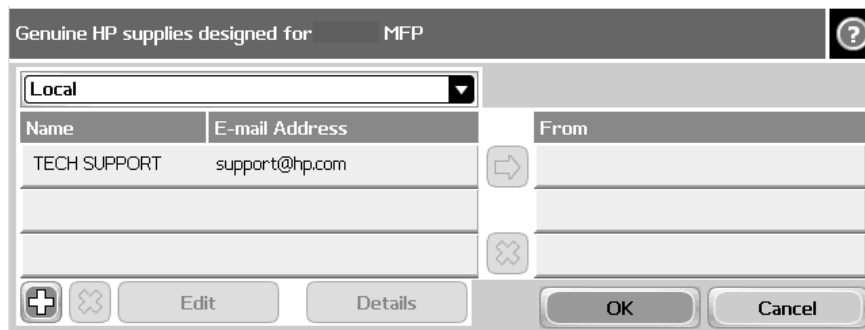 Genuine HP supplies designed for MFP
?
Local
Name E-mail Address From
TECH SUPPORT support@hp.com
Edit Details OK Cancel